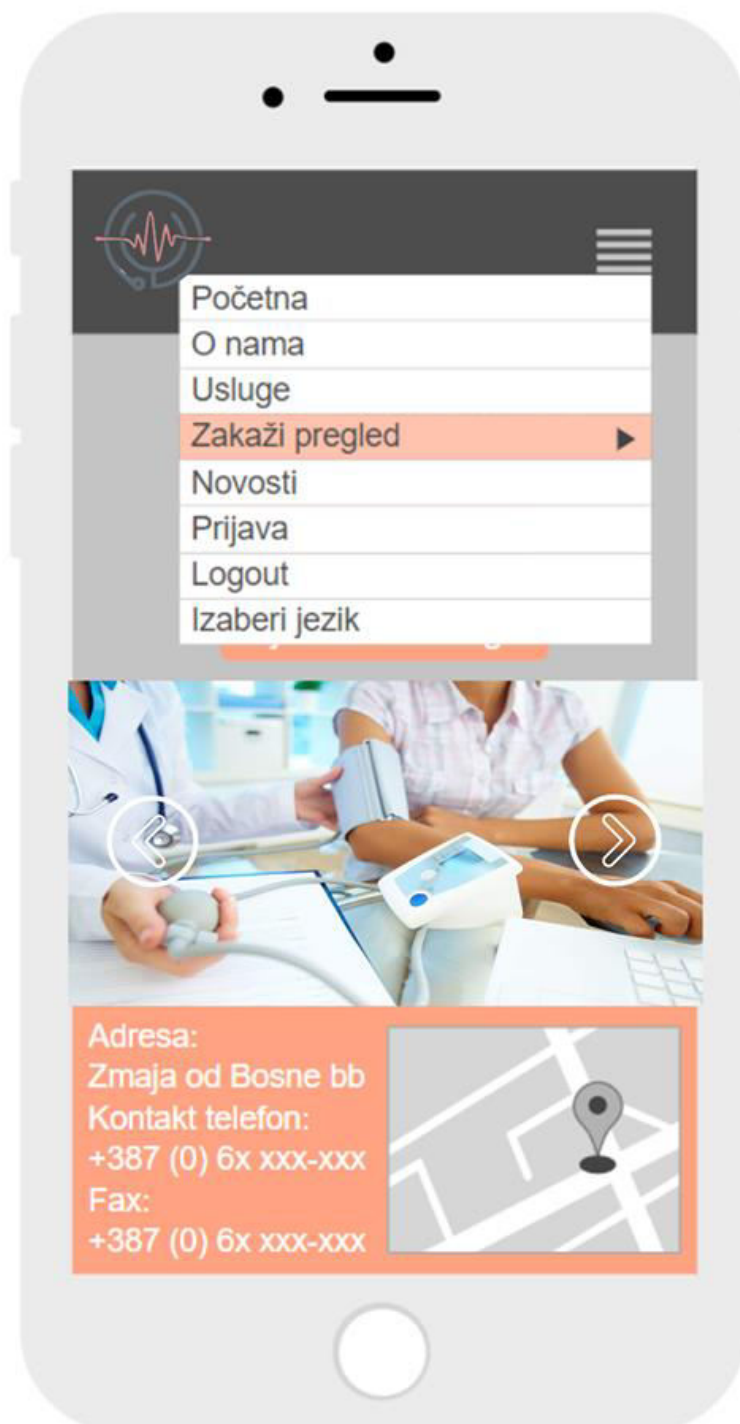 Početna
O nama
Usluge
Zakaži pregled
Novosti
Prijava
Logout
Izaberi jezik
Adresa:
Zmaja od Bosne bb
Kontakt telefon:
+387 (0) 6x xxx-xxx
Fax:
+387 (0) 6x xxx-xxx